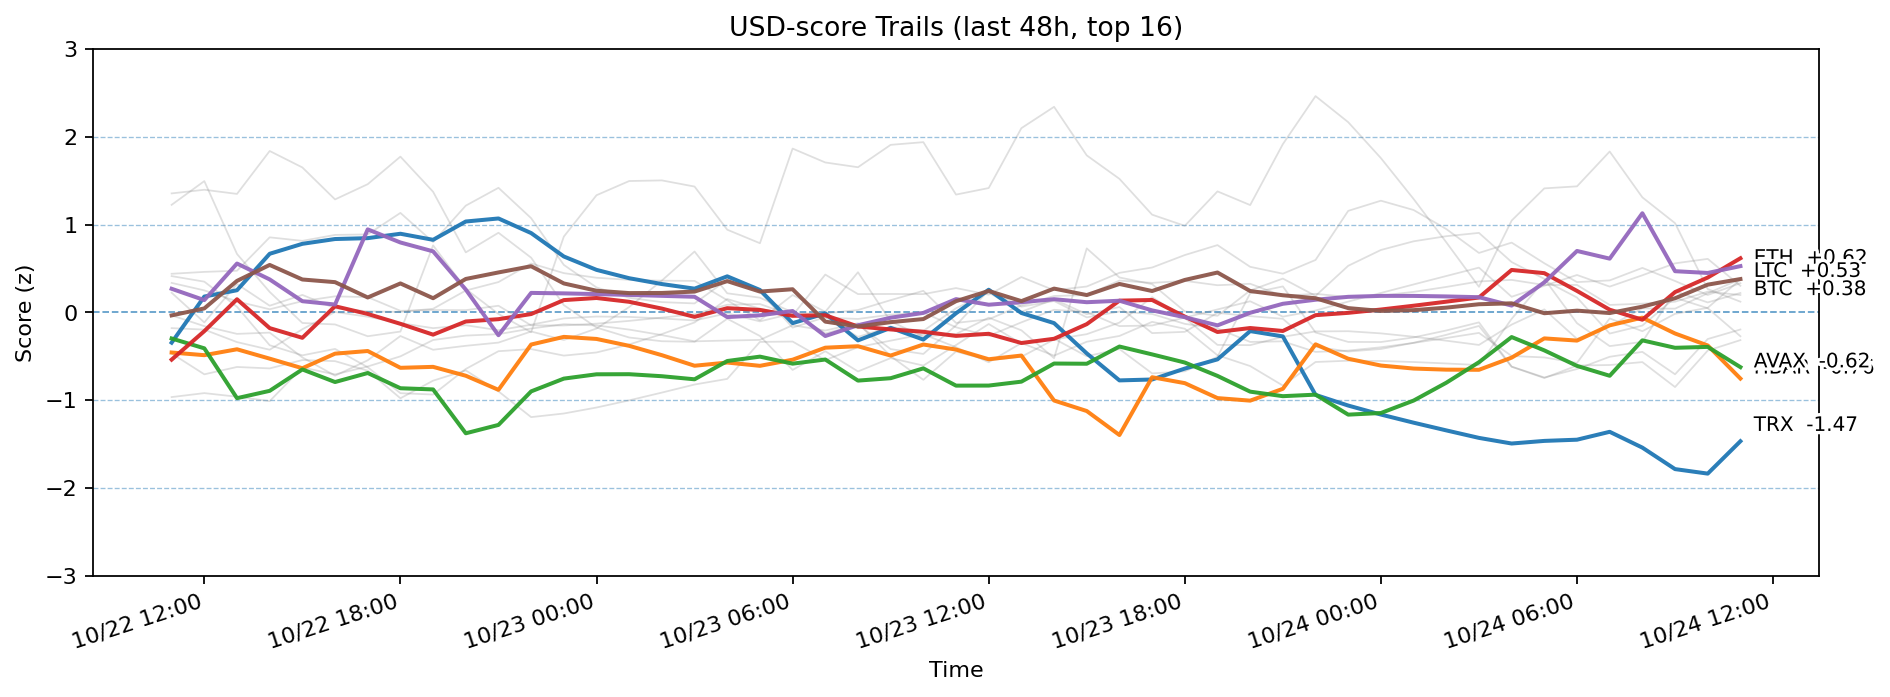 USD-score Trails (last 48h, top 16)
Score (z)
3
2
1
0
−1
−2
−3
ETH +0.62
LTC +0.53
BTC +0.38
AVAX -0.62
TRX -1.47
10/22 12:00
10/22 18:00
10/23 00:00
10/23 06:00
10/23 12:00
10/23 18:00
10/24 00:00
10/24 06:00
10/24 12:00
Time